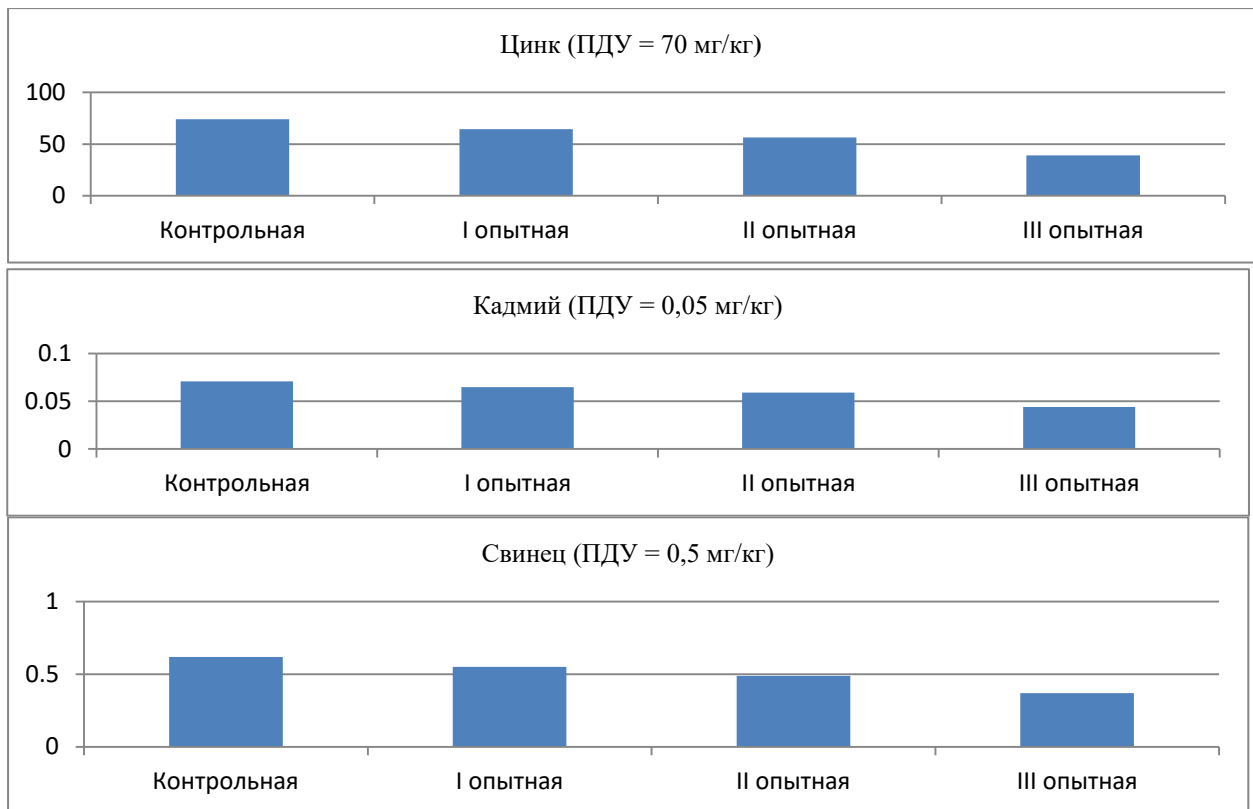 Цинк (ПДУ = 70 мг/кг)
100
50
0
Контрольная I опытная II опытная III опытная
Кадмий (ПДУ = 0,05 мг/кг)
0.1
0.05
0
Контрольная I опытная II опытная III опытная
Свинец (ПДУ = 0,5 мг/кг)
1
0.5
0
Контрольная I опытная II опытная III опытная